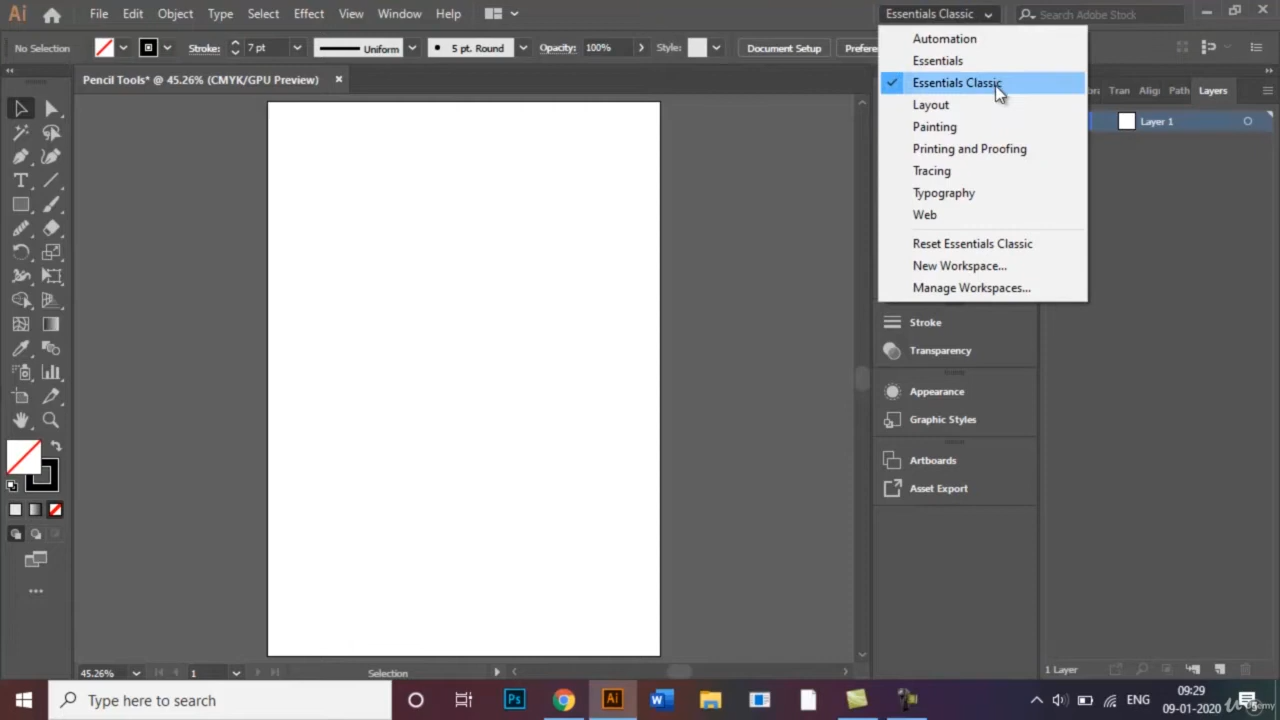 Ai File Edit Object Type Select Effect View Window Help Essentials Classic Search Adobe Stock
No Selection Stroke: 7 pt Uniform 5 pt. Round Opacity: 100% Style: Document Setup Prefere
Pencil Tools* @ 45.26% (CMYK/GPU Preview)
Automation
Essentials
Essentials Classic
Layout
Painting
Printing and Proofing
Tracing
Typography
Web
Reset Essentials Classic
New Workspace...
Manage Workspaces...
Tran Alig Path Layers
Layer 1
Stroke
Transparency
Appearance
Graphic Styles
Artboards
Asset Export
45.26% 1 Selection
1 Layer
Type here to search Ps Ai W ENG 09:29
09-01-2020